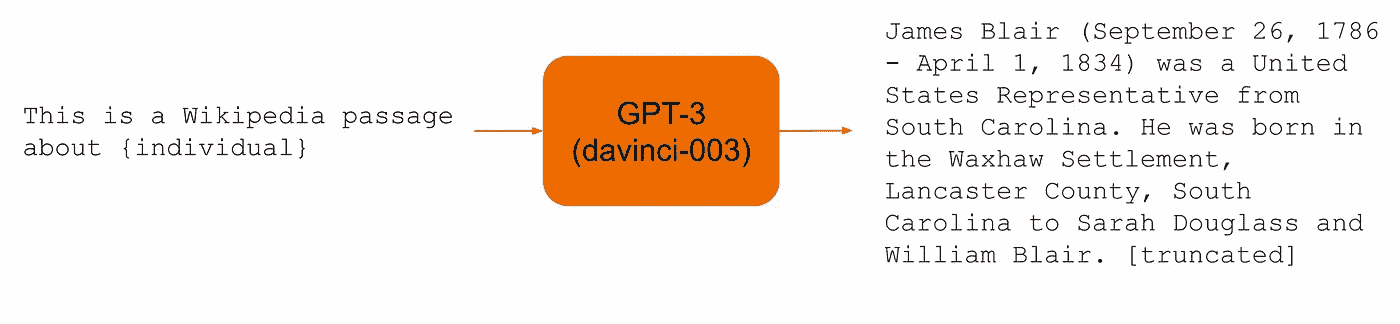 This is a Wikipedia passage
about {individual}
GPT-3
(davinci-003)
James Blair (September 26, 1786
- April 1, 1834) was a United
States Representative from
South Carolina. He was born in
the Waxhaw Settlement,
Lancaster County, South
Carolina to Sarah Douglass and
William Blair. [truncated]